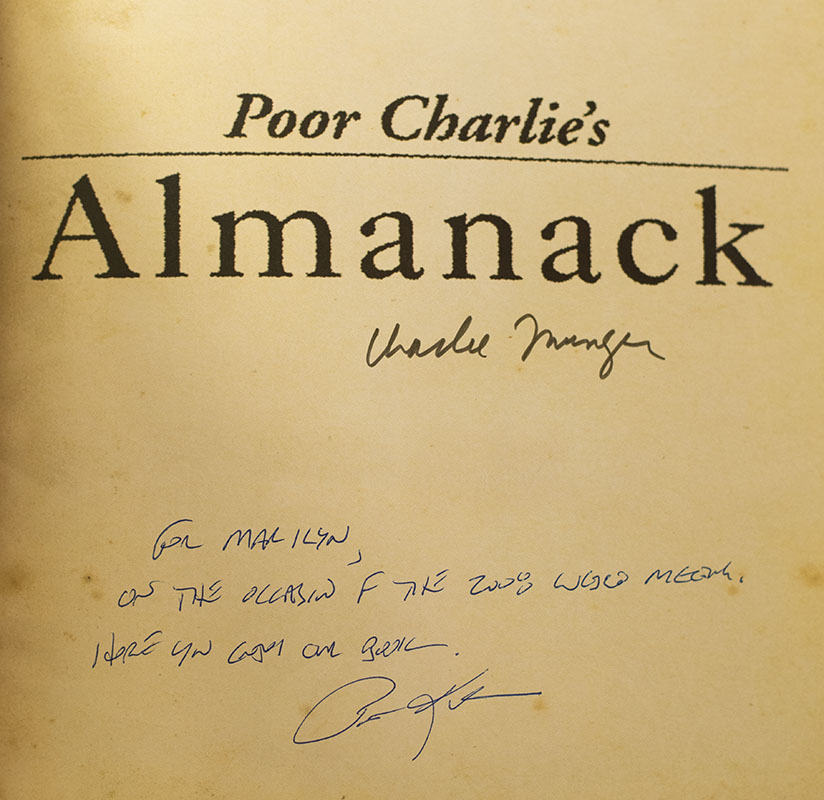 Poor Charlie's
Almanack
Charlie Munger
FOR MARILYN,
ON THE OCCASION OF THE 2008 WESCO MEETING.
HOPE YOU ENJOY OUR BOOK.